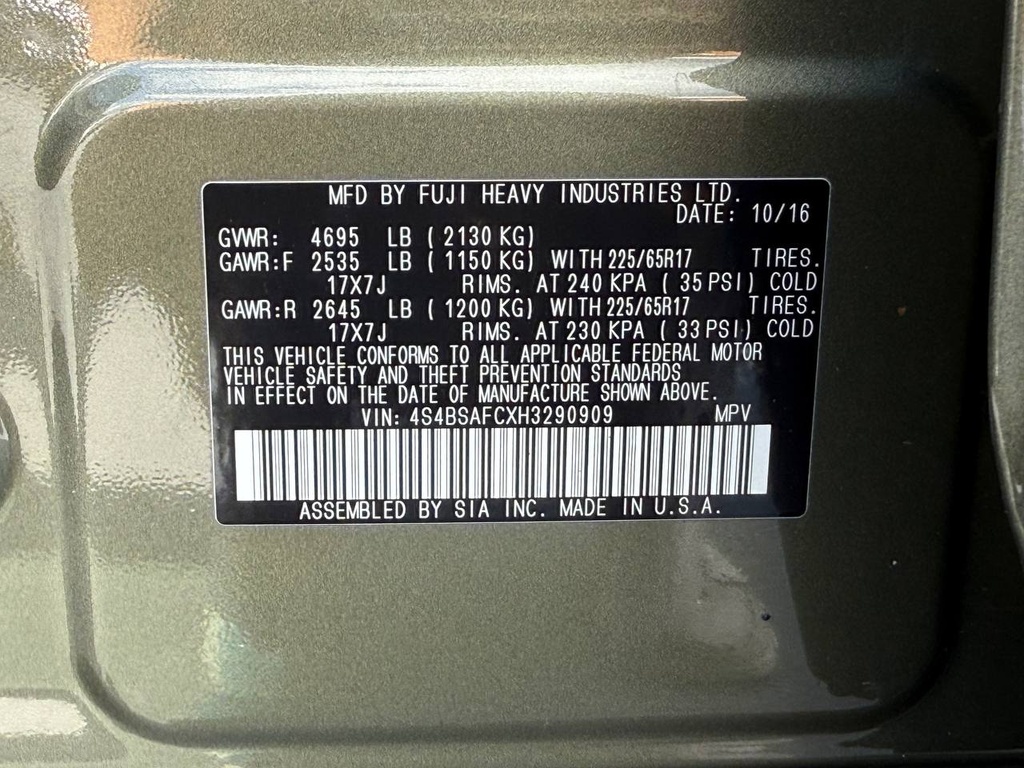 MFD BY FUJI HEAVY INDUSTRIES LTD.
DATE: 10/16
GVWR: 4695 LB ( 2130 KG)
GAWR:F 2535 LB ( 1150 KG) WITH 225/65R17 TIRES.
17X7J RIMS. AT 240 KPA ( 35 PSI) COLD
GAWR:R 2645 LB ( 1200 KG) WITH 225/65R17 TIRES.
17X7J RIMS. AT 230 KPA ( 33 PSI) COLD
THIS VEHICLE CONFORMS TO ALL APPLICABLE FEDERAL MOTOR
VEHICLE SAFETY AND THEFT PREVENTION STANDARDS
IN EFFECT ON THE DATE OF MANUFACTURE SHOWN ABOVE.
VIN: 4S4BSAFCXH3290909 MPV
ASSEMBLED BY SIA INC. MADE IN U.S.A.